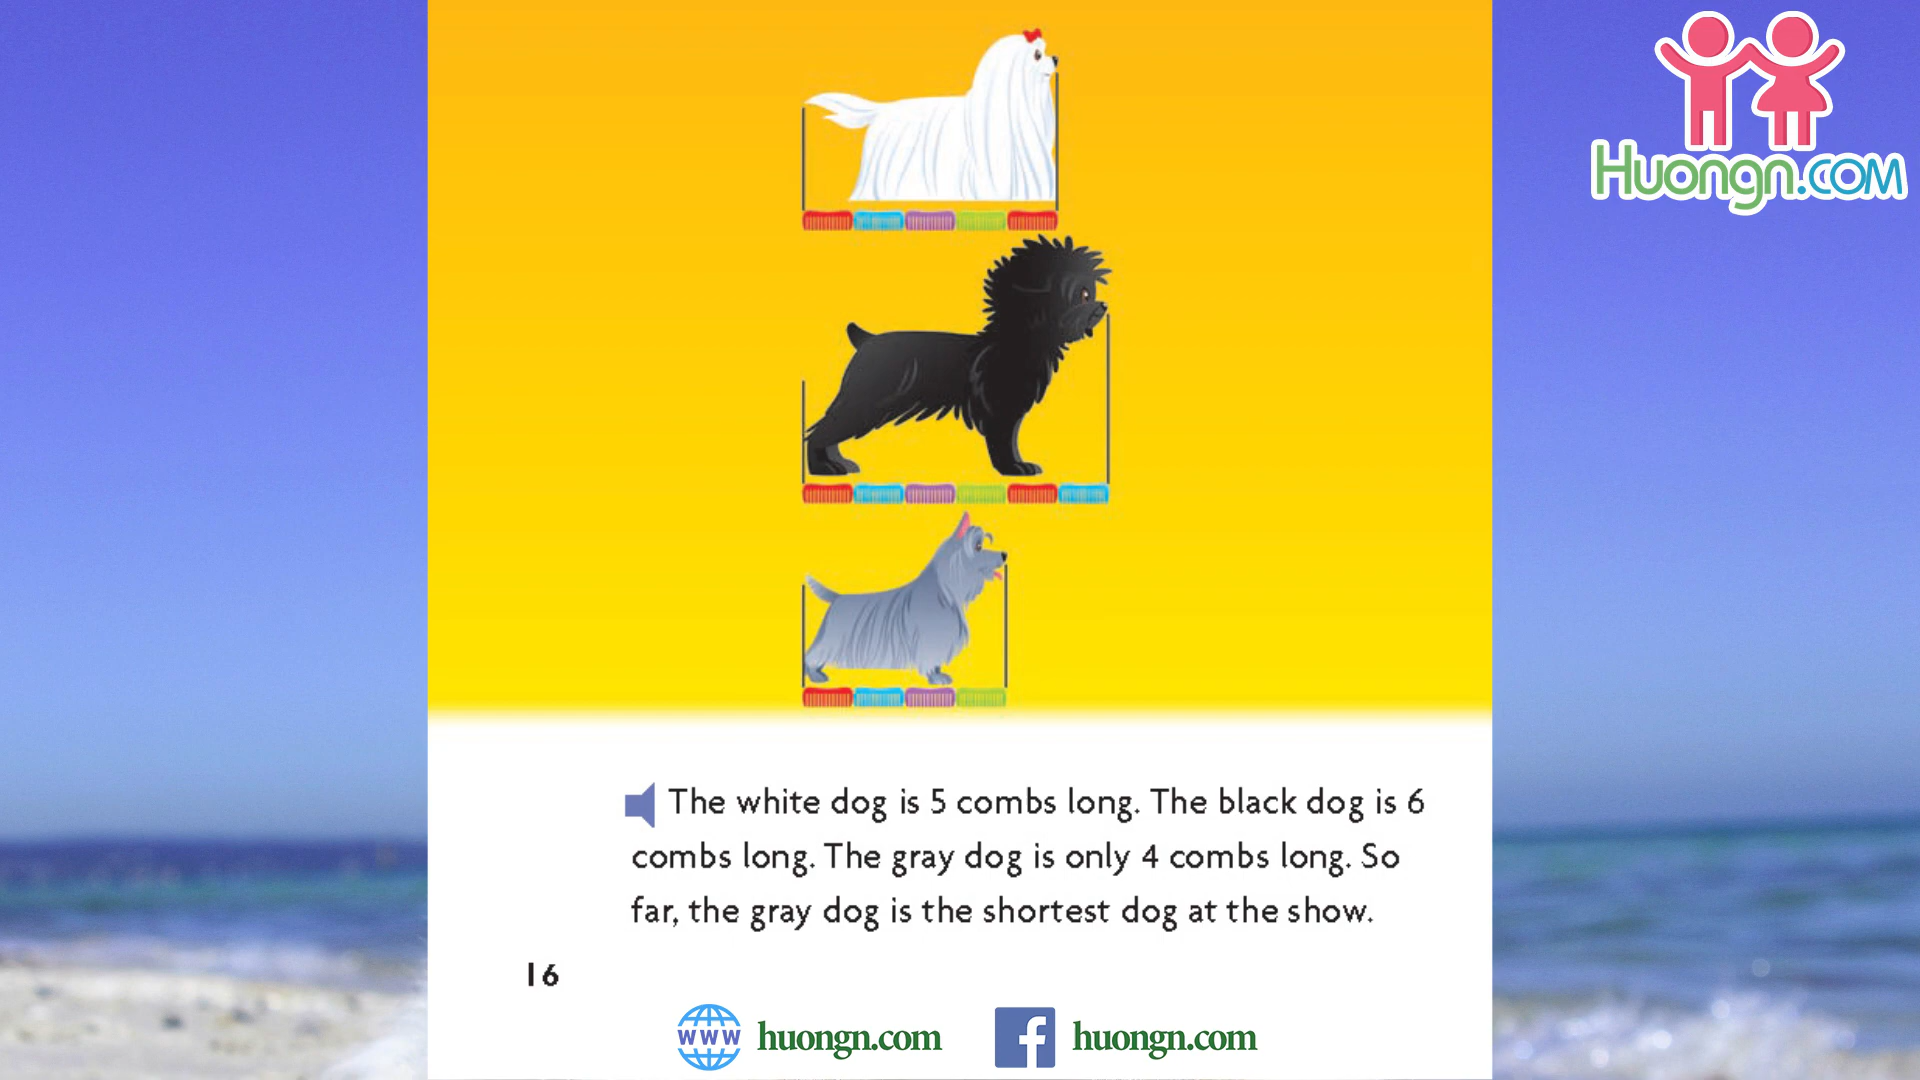 Huongn.com
The white dog is 5 combs long. The black dog is 6
combs long. The gray dog is only 4 combs long. So
far, the gray dog is the shortest dog at the show.
16
www huongn.com
f huongn.com